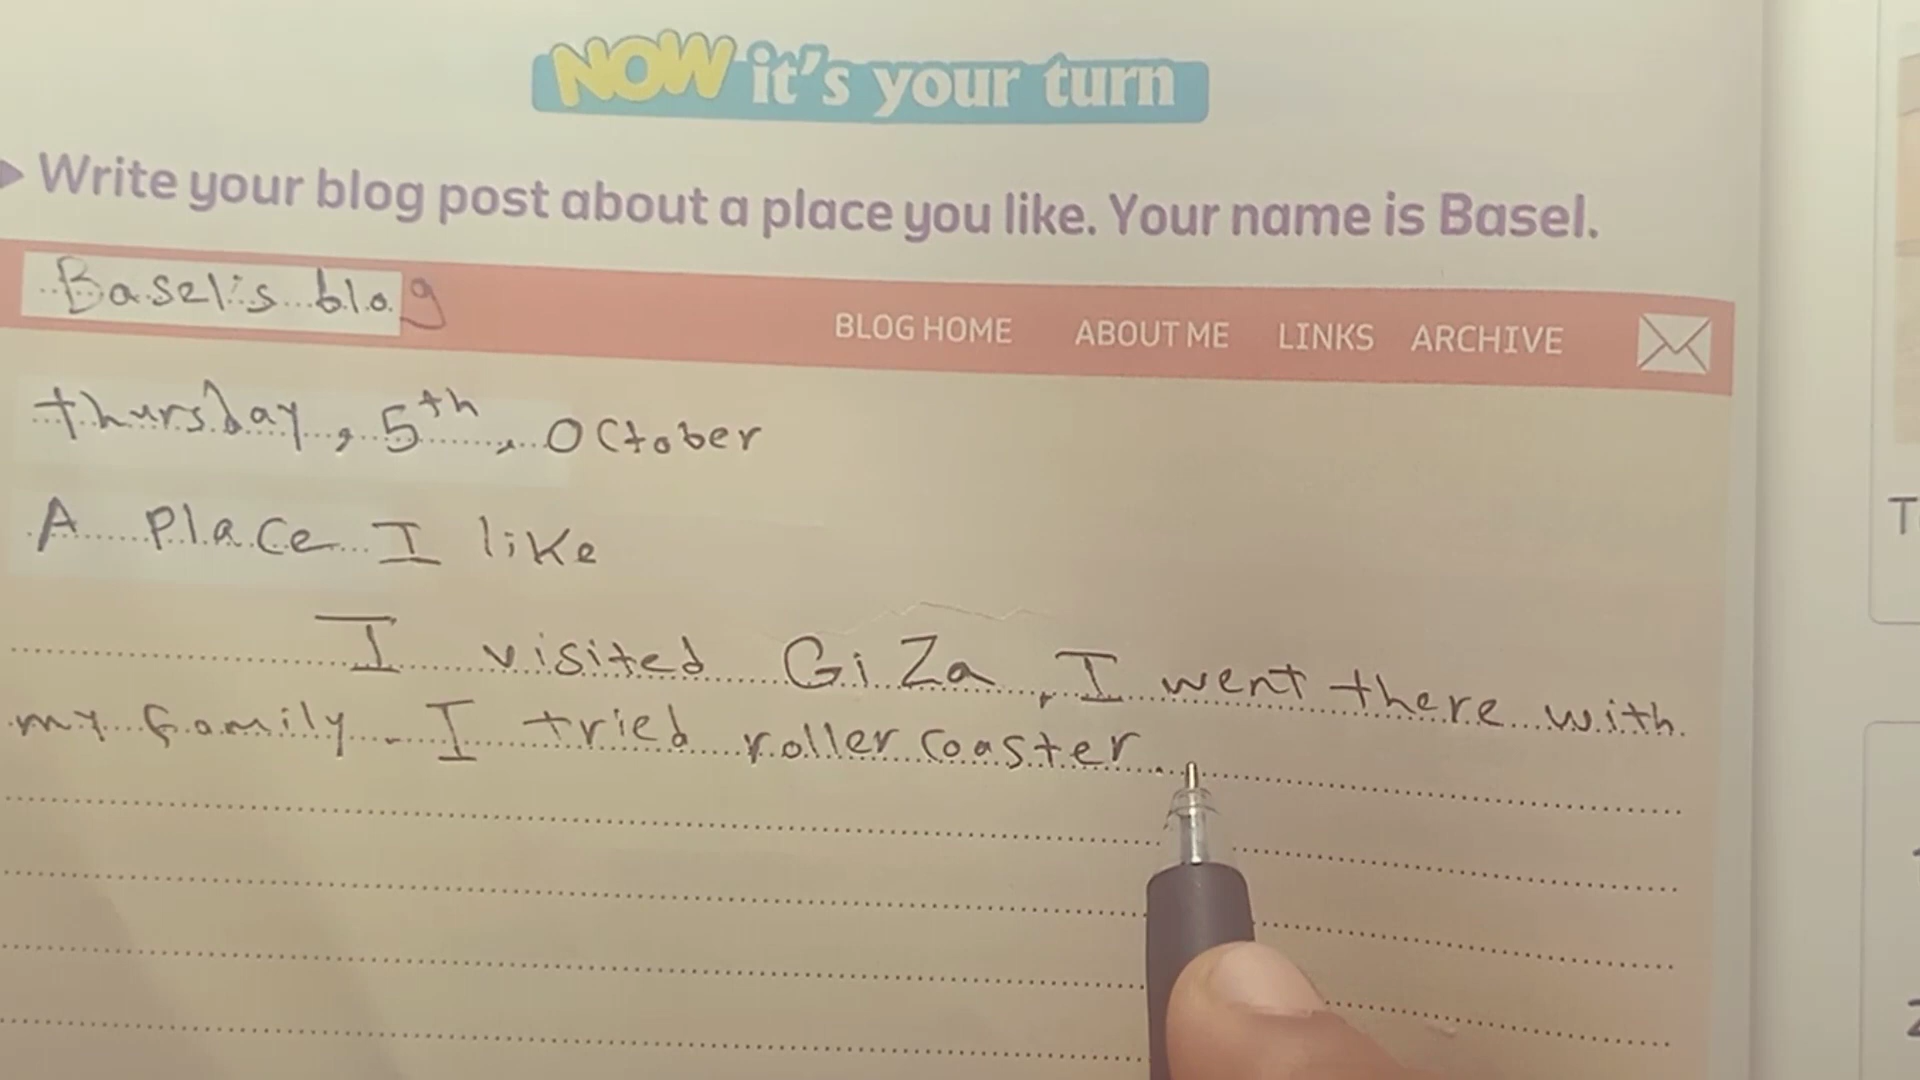 NOW it's your turn
Write your blog post about a place you like. Your name is Basel.
Basel's blog
BLOG HOME ABOUT ME LINKS ARCHIVE
thursday, 5th, October
A place I like
I visited GiZa, I went there with
my family. I tried roller coaster.
T
2